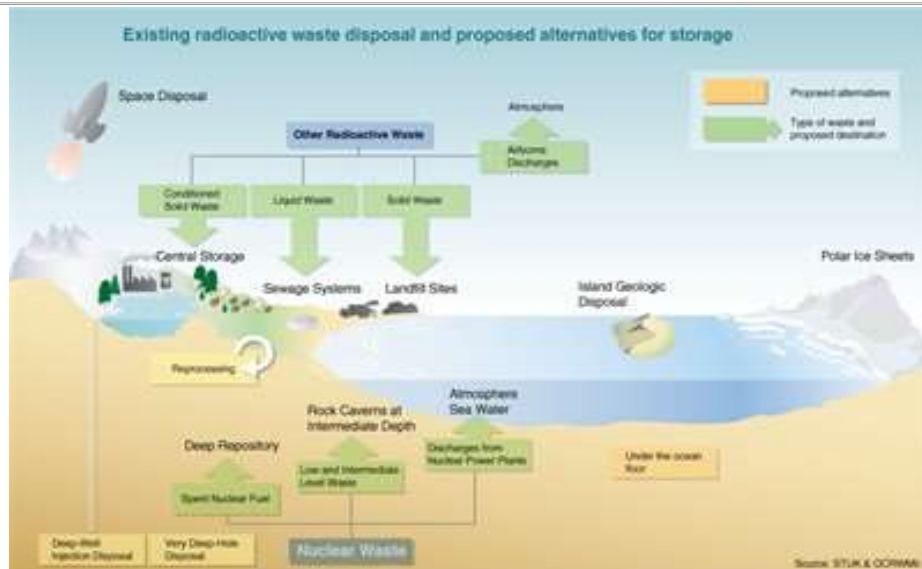 Existing radioactive waste disposal and proposed alternatives for storage
Space Disposal
Atmosphere
Proposed alternatives
Other Radioactive Waste
Type of waste and
proposed destination
Airborne
Discharges
Conditioned
Solid Waste
Liquid Waste
Solid Waste
Central Storage
Polar Ice Sheets
Sewage Systems
Landfill Sites
Island Geologic
Disposal
Reprocessing
Atmosphere
Sea Water
Rock Caverns at
Intermediate Depth
Deep Repository
Discharges from
Nuclear Power Plants
Under the ocean
floor
Low and Intermediate
Level Waste
Spent Nuclear Fuel
Deep-Well
Injection Disposal
Very Deep-Hole
Disposal
Nuclear Waste
Source: STUK & OCRWM